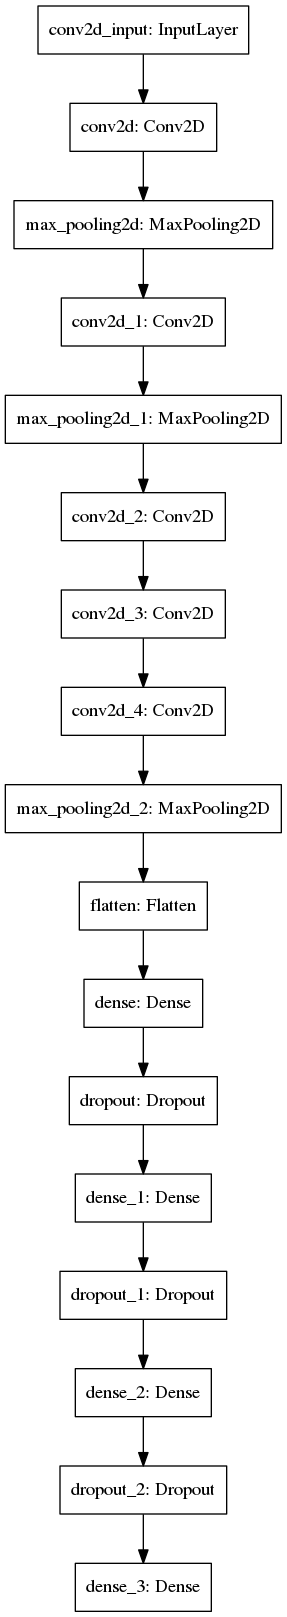 conv2d_input: InputLayer
conv2d: Conv2D
max_pooling2d: MaxPooling2D
conv2d_1: Conv2D
max_pooling2d_1: MaxPooling2D
conv2d_2: Conv2D
conv2d_3: Conv2D
conv2d_4: Conv2D
max_pooling2d_2: MaxPooling2D
flatten: Flatten
dense: Dense
dropout: Dropout
dense_1: Dense
dropout_1: Dropout
dense_2: Dense
dropout_2: Dropout
dense_3: Dense